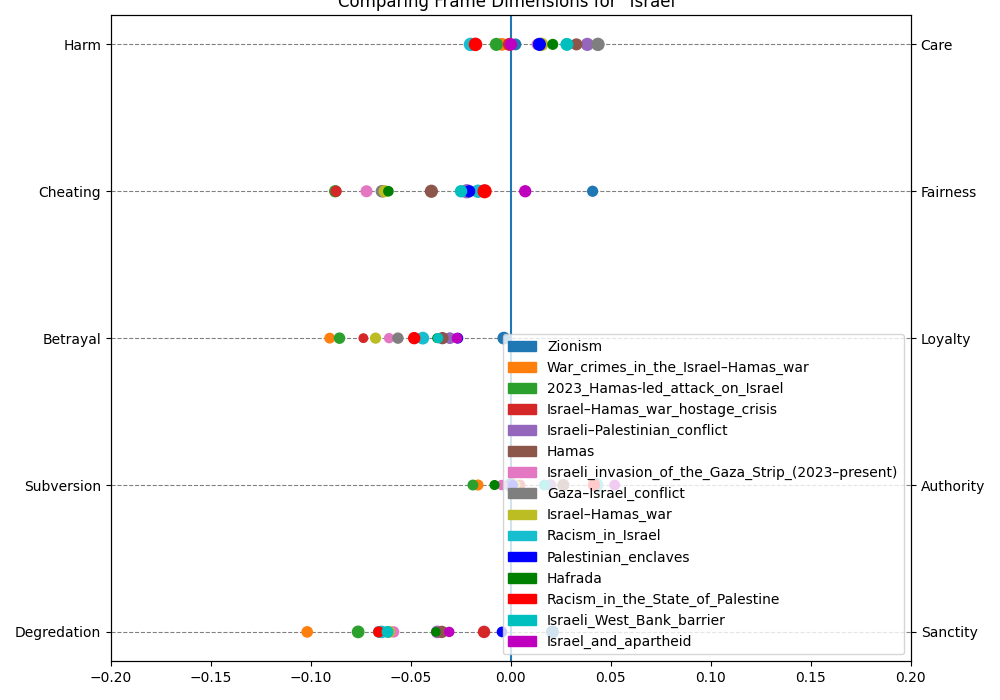 Comparing Frame Dimensions for "Israel"
Harm
Care
Cheating
Fairness
Betrayal
Loyalty
Subversion
Authority
Degredation
Sanctity
Zionism
War_crimes_in_the_Israel–Hamas_war
2023_Hamas-led_attack_on_Israel
Israel–Hamas_war_hostage_crisis
Israeli–Palestinian_conflict
Hamas
Israeli_invasion_of_the_Gaza_Strip_(2023–present)
Gaza–Israel_conflict
Israel–Hamas_war
Racism_in_Israel
Palestinian_enclaves
Hafrada
Racism_in_the_State_of_Palestine
Israeli_West_Bank_barrier
Israel_and_apartheid
−0.20 −0.15 −0.10 −0.05 0.00 0.05 0.10 0.15 0.20